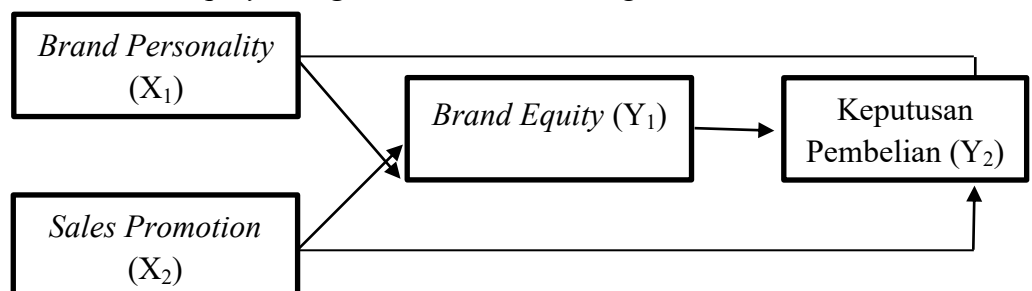 Brand Personality
(X₁)
Brand Equity (Y₁)
Keputusan
Pembelian (Y₂)
Sales Promotion
(X₂)